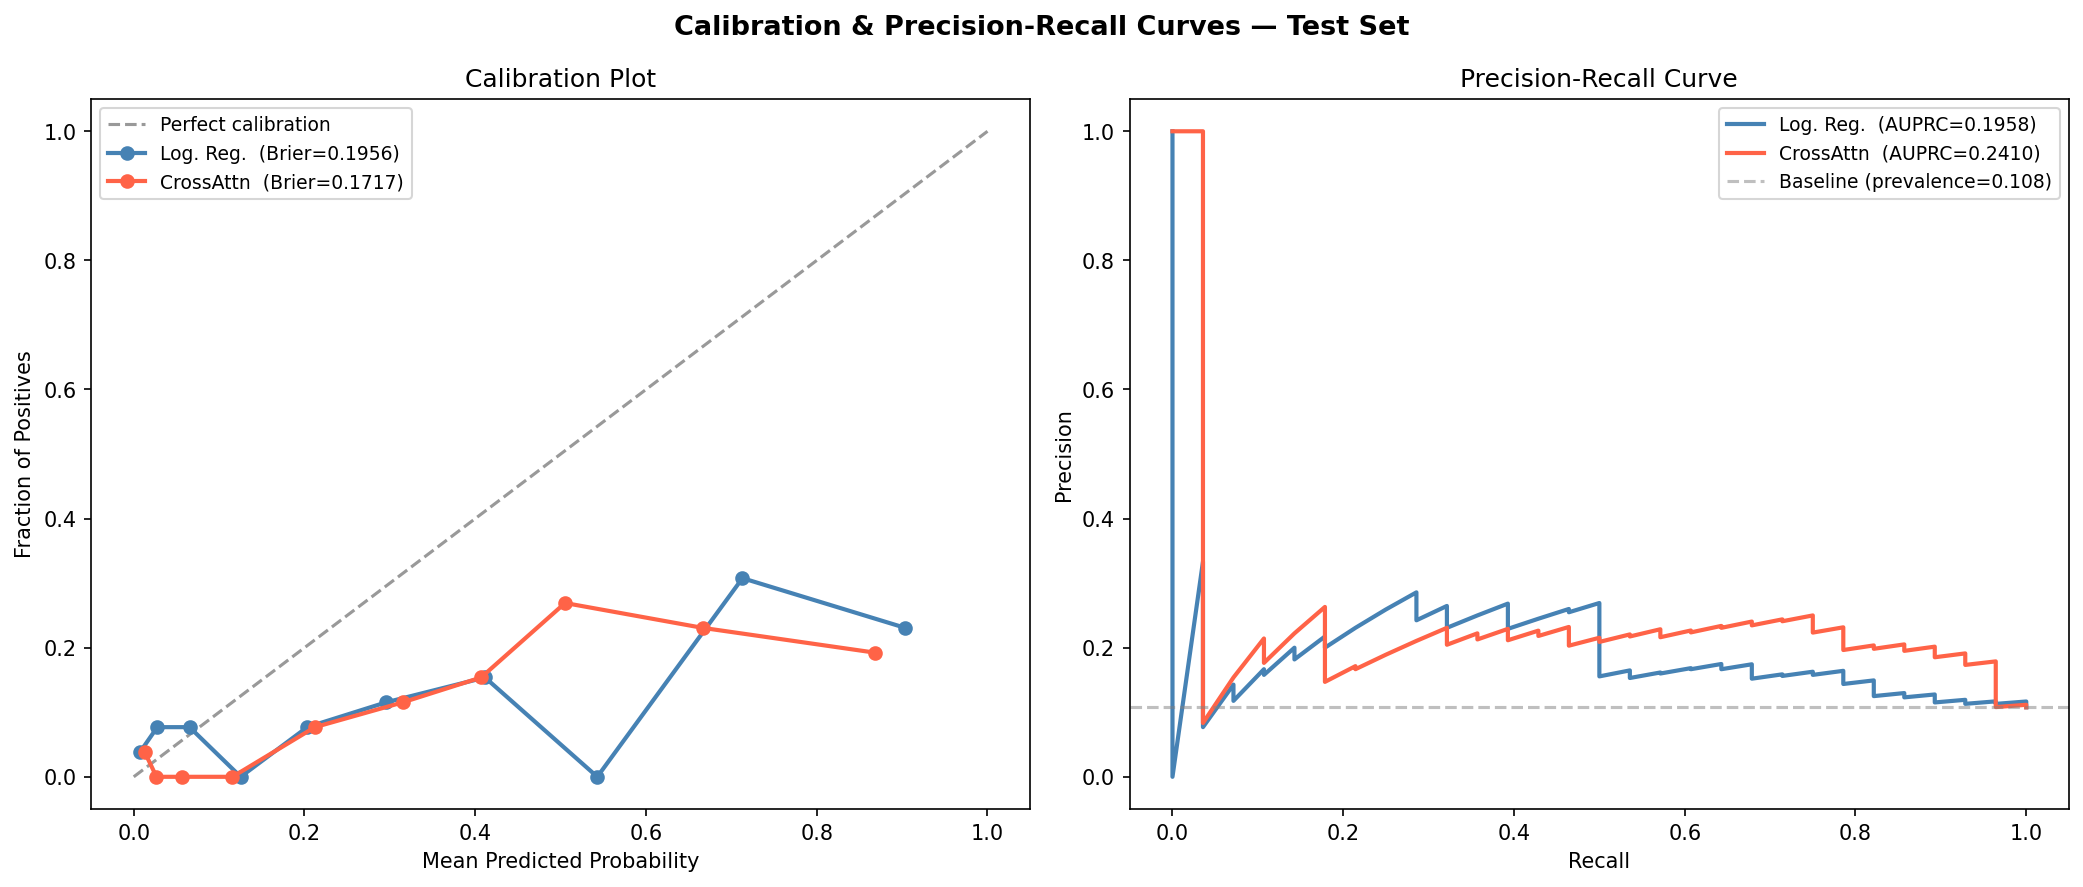 Calibration & Precision-Recall Curves — Test Set
Calibration Plot
Perfect calibration
Log. Reg.  (Brier=0.1956)
CrossAttn  (Brier=0.1717)
Fraction of Positives
1.0
0.8
0.6
0.4
0.2
0.0
0.0 0.2 0.4 0.6 0.8 1.0
Mean Predicted Probability
Precision-Recall Curve
Log. Reg.  (AUPRC=0.1958)
CrossAttn  (AUPRC=0.2410)
Baseline (prevalence=0.108)
Precision
1.0
0.8
0.6
0.4
0.2
0.0
0.0 0.2 0.4 0.6 0.8 1.0
Recall